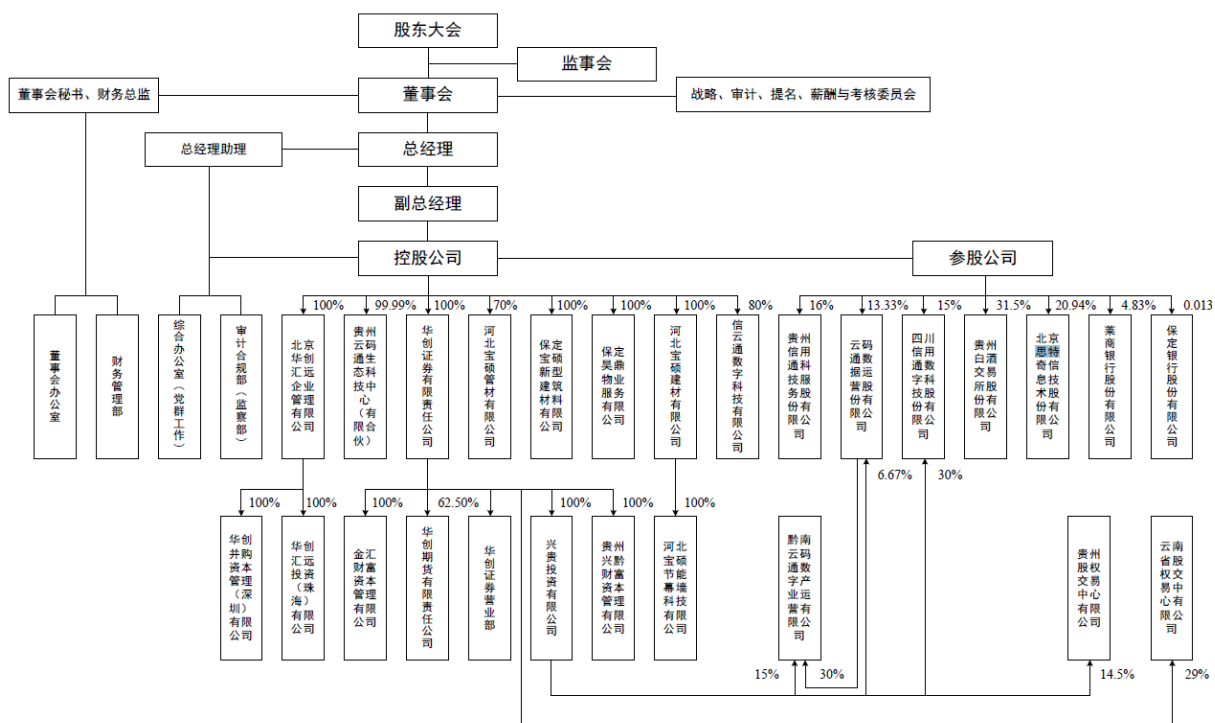 股东大会
监事会
董事会秘书、财务总监
董事会
战略、审计、提名、薪酬与考核委员会
总经理助理
总经理
副总经理
控股公司
参股公司
100%
99.99%
100%
70%
100%
100%
100%
80%
16%
13.33%
15%
31.5%
20.94%
4.83%
0.013
董事会办公室
财务管理部
综合办公室（党群工作）
审计合规部（监察部）
北京华创汇远企业管理有限公司
贵州云码通生态科技中心（有限合伙）
华创证券有限责任公司
河北宝硕管材有限公司
保定宝硕新型建筑材料有限公司
保定昊鼎物业服务有限公司
河北宝硕建材有限公司
信云通数字科技有限公司
贵州信用通科技服务股份有限公司
云码通数据运营股份有限公司
四川信用通数字科技股份有限公司
贵州白酒交易所股份有限公司
北京思特奇信息技术股份有限公司
莱商银行股份有限公司
保定银行股份有限公司
6.67%
30%
100%
100%
100%
62.50%
100%
100%
100%
华创并购资本管理（深圳）有限公司
华创汇远投资（珠海）有限公司
金汇财富资本管理有限公司
华创期货有限责任公司
华创证券营业部
兴贵投资有限公司
贵州兴黔财富资本管理有限公司
河北宝硕节能幕墙科技有限公司
黔南云码通数字产业运营有限公司
贵州股权交易中心有限公司
云南省股权交易中心有限公司
15%
30%
14.5%
29%